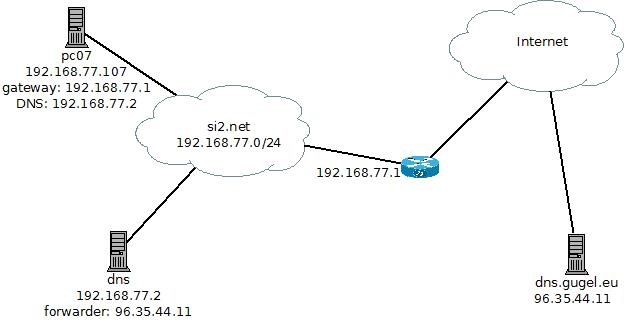 pc07
192.168.77.107
gateway: 192.168.77.1
DNS: 192.168.77.2
Internet
si2.net
192.168.77.0/24
192.168.77.1
dns
192.168.77.2
forwarder: 96.35.44.11
dns.gugel.eu
96.35.44.11